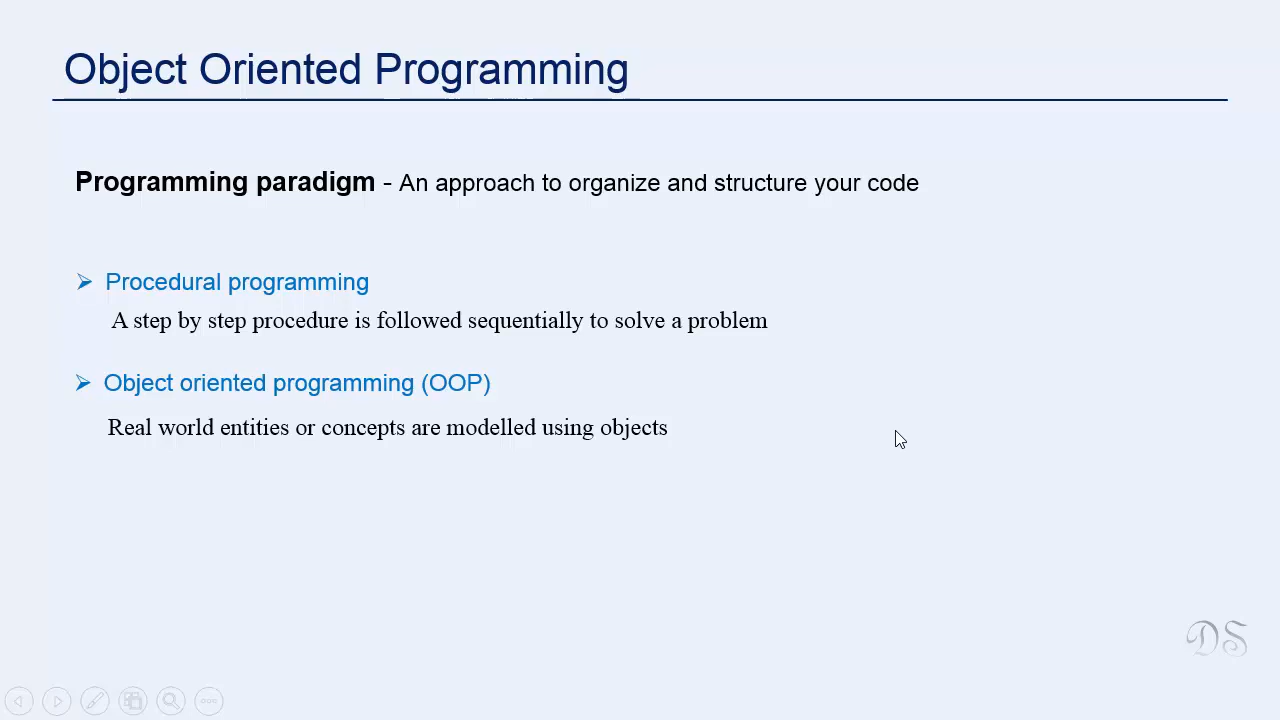 Object Oriented Programming
Programming paradigm - An approach to organize and structure your code
Procedural programming
A step by step procedure is followed sequentially to solve a problem
Object oriented programming (OOP)
Real world entities or concepts are modelled using objects
DS